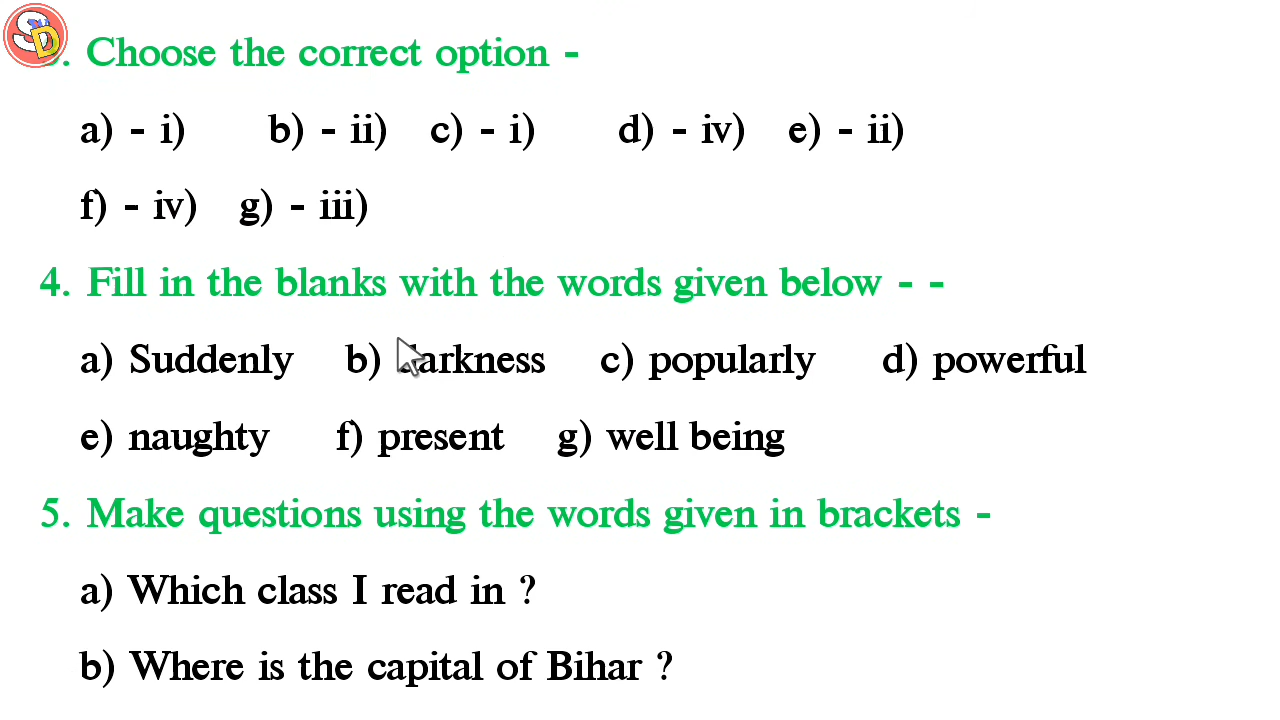 SD
. Choose the correct option -
a) - i) b) - ii) c) - i) d) - iv) e) - ii)
f) - iv) g) - iii)
4. Fill in the blanks with the words given below - -
a) Suddenly b) darkness c) popularly d) powerful
e) naughty f) present g) well being
5. Make questions using the words given in brackets -
a) Which class I read in ?
b) Where is the capital of Bihar ?